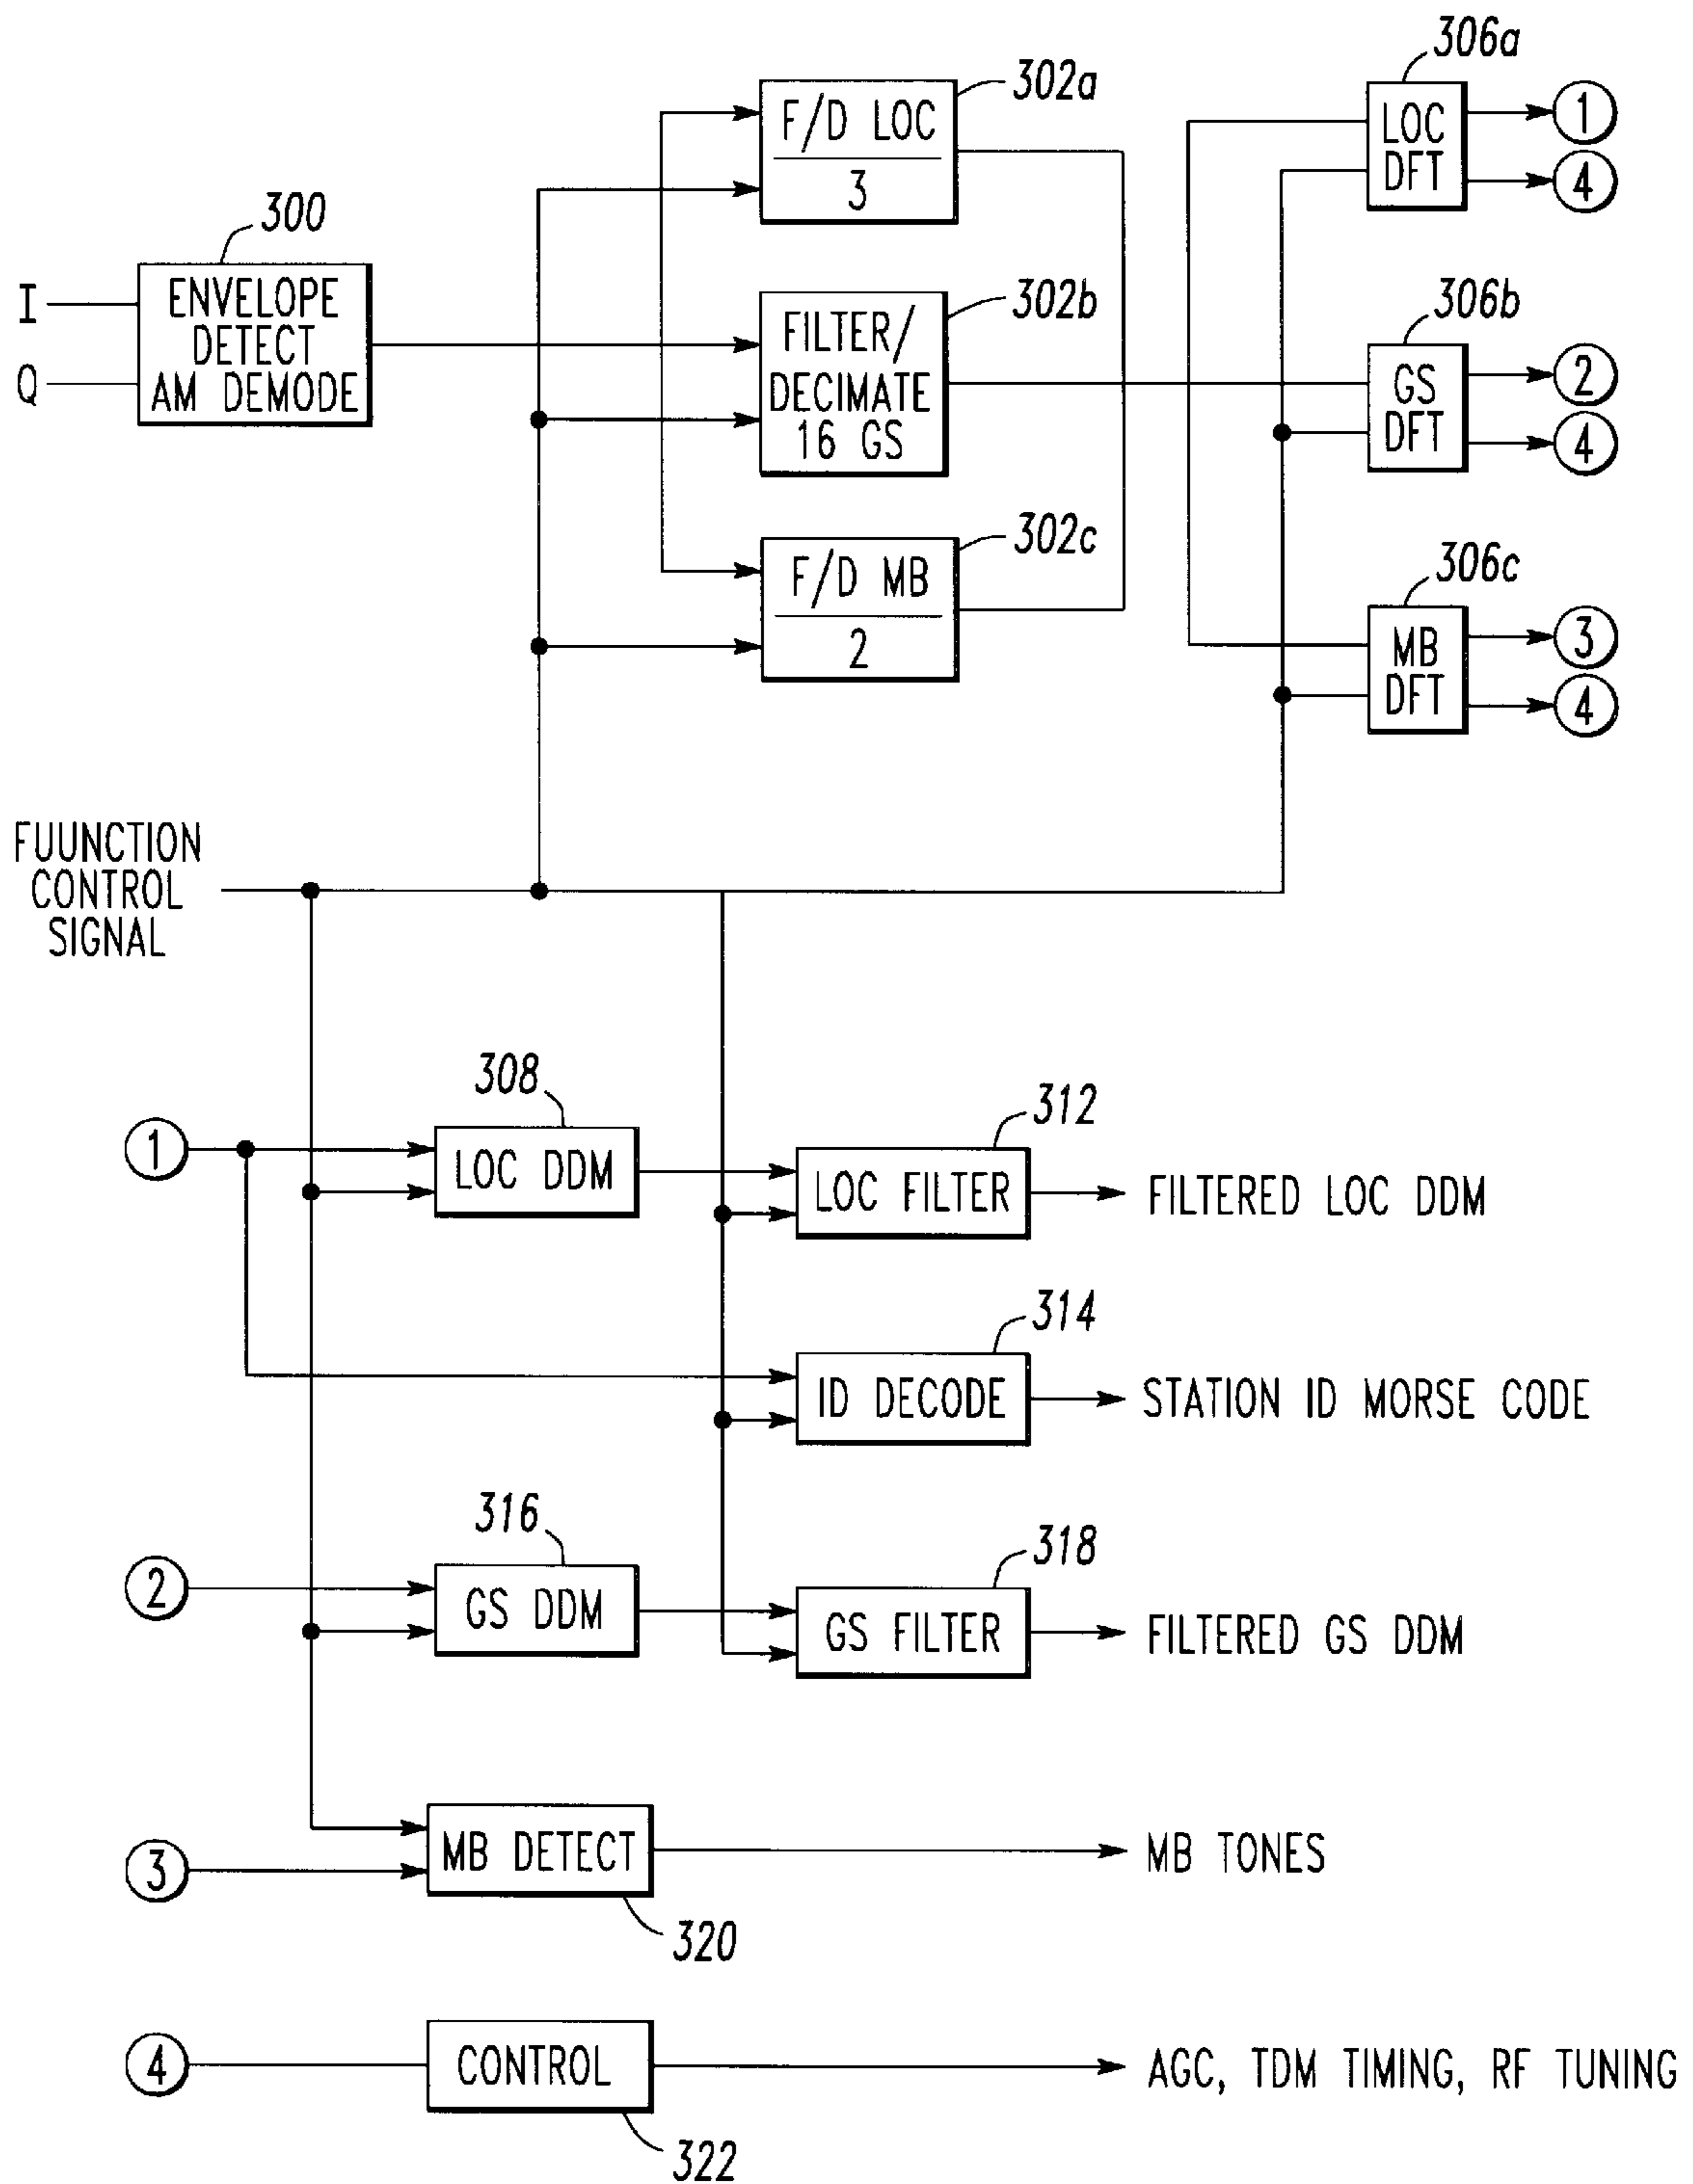 306a
302a
F/D LOC
3
LOC
DFT
1
4
300
I
Q
ENVELOPE
DETECT
AM DEMODE
302b
FILTER/
DECIMATE
16 GS
306b
GS
DFT
2
4
302c
F/D MB
2
306c
MB
DFT
3
4
FUUNCTION
CONTROL
SIGNAL
308
1
LOC DDM
312
LOC FILTER
FILTERED LOC DDM
314
ID DECODE
STATION ID MORSE CODE
316
2
GS DDM
318
GS FILTER
FILTERED GS DDM
3
MB DETECT
MB TONES
320
4
CONTROL
AGC, TDM TIMING, RF TUNING
322